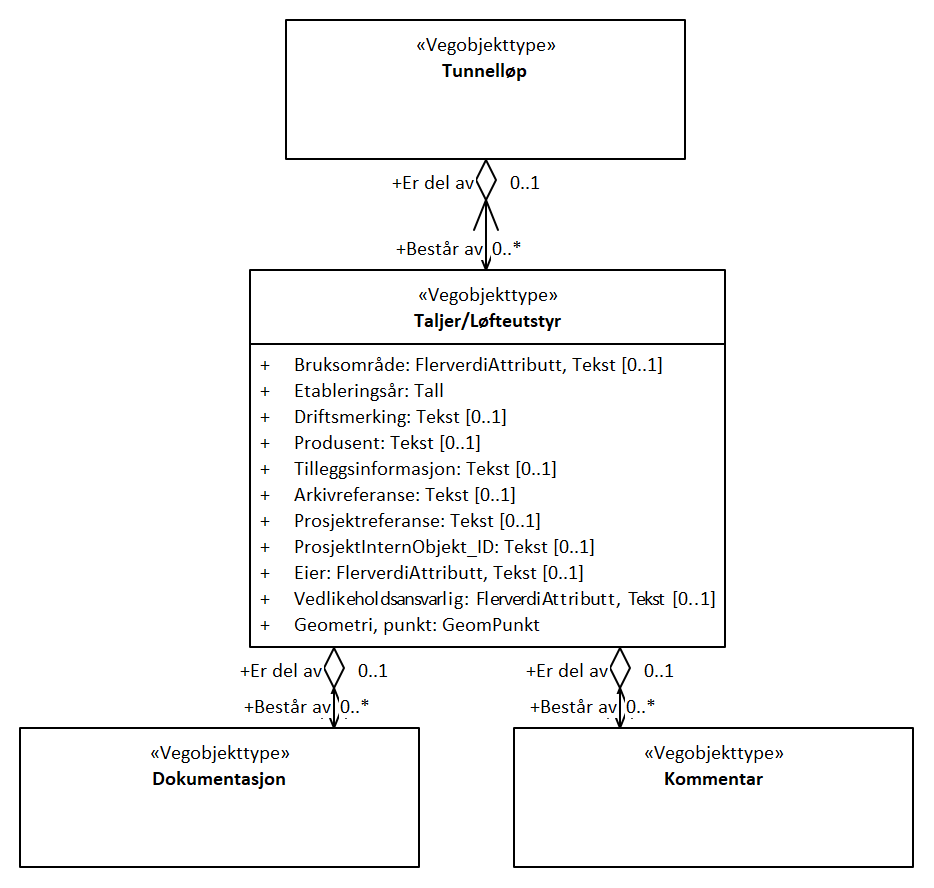 «Vegobjekttype»
Tunnelløp
+Er del av 0..1
+Består av 0..*
«Vegobjekttype»
Taljer/Løfteutstyr
+ Bruksområde: FlerverdiAttributt, Tekst [0..1]
+ Etableringsår: Tall
+ Driftsmerking: Tekst [0..1]
+ Produsent: Tekst [0..1]
+ Tilleggsinformasjon: Tekst [0..1]
+ Arkivreferanse: Tekst [0..1]
+ Prosjektreferanse: Tekst [0..1]
+ ProsjektInternObjekt_ID: Tekst [0..1]
+ Eier: FlerverdiAttributt, Tekst [0..1]
+ Vedlikeholdsansvarlig: FlerverdiAttributt, Tekst [0..1]
+ Geometri, punkt: GeomPunkt
+Er del av 0..1
+Består av 0..*
+Er del av 0..1
+Består av 0..*
«Vegobjekttype»
Dokumentasjon
«Vegobjekttype»
Kommentar